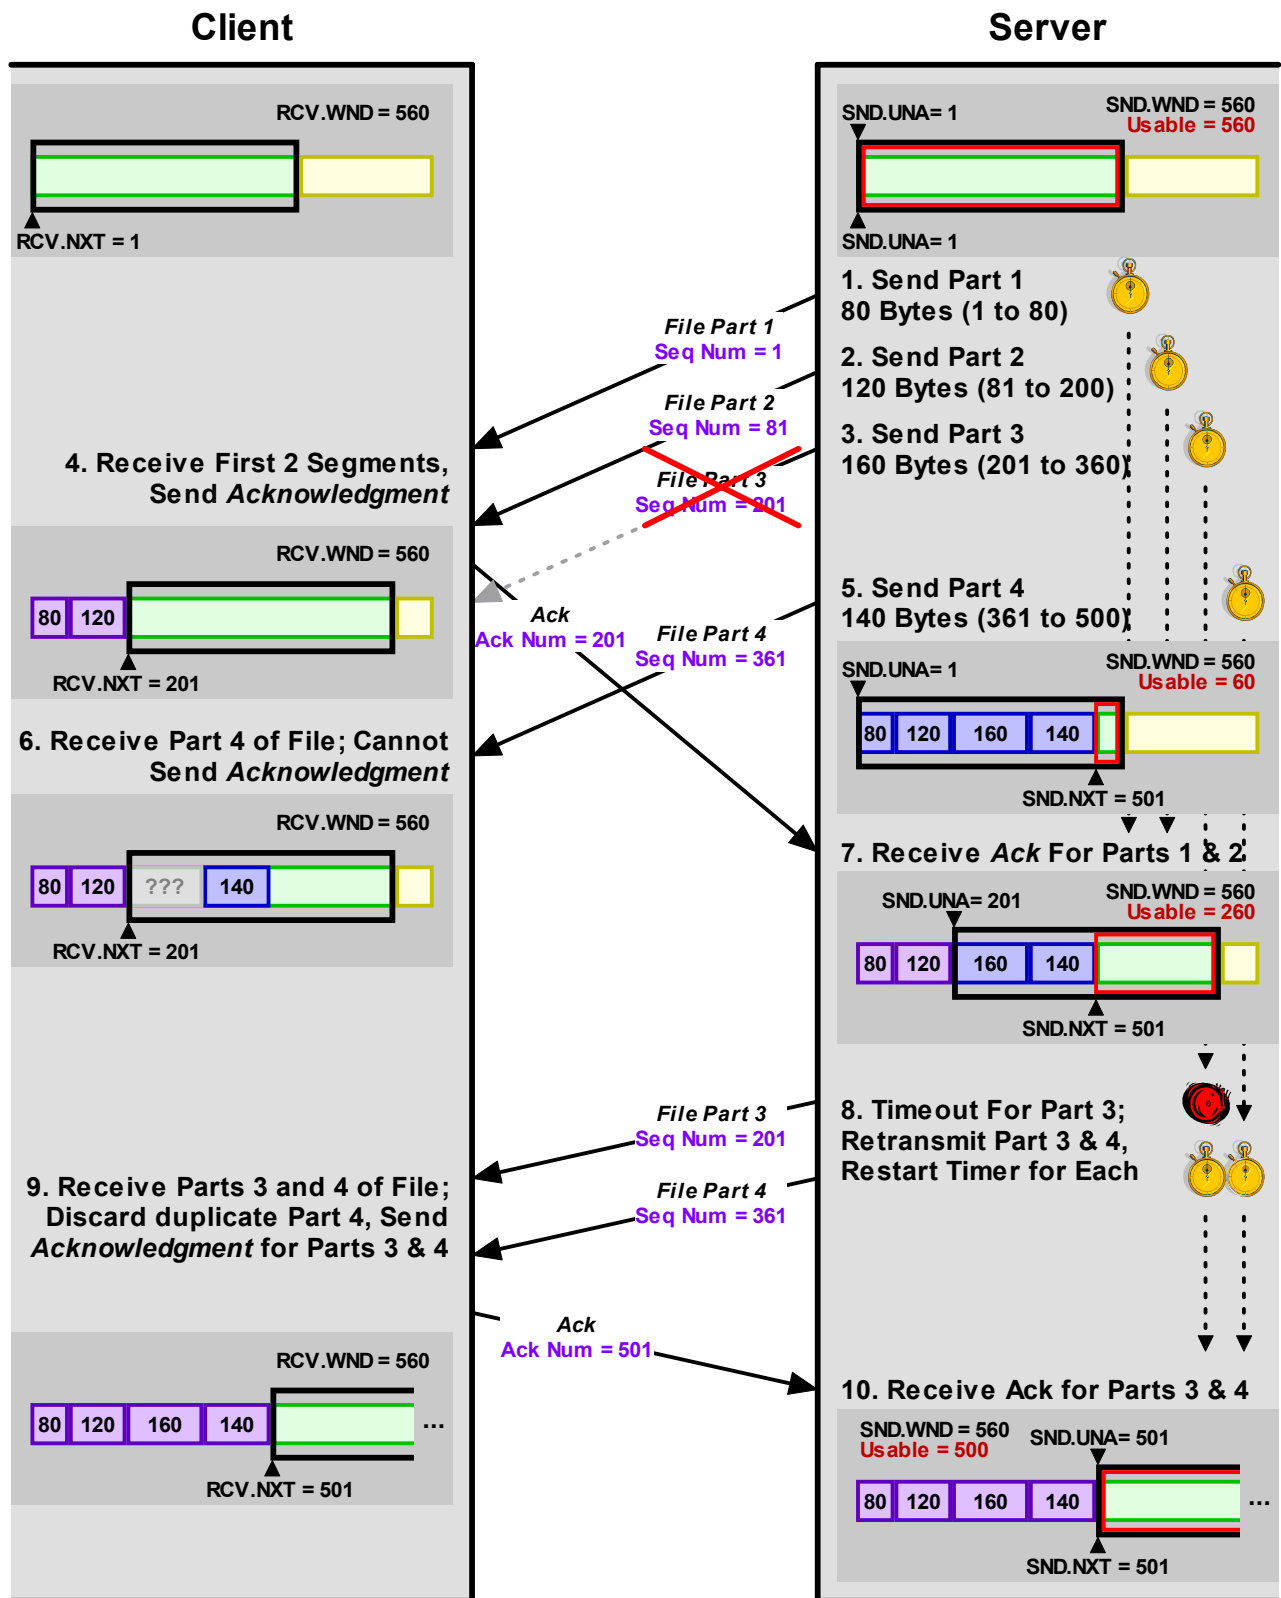 Client
Server
RCV.WND = 560
RCV.NXT = 1
SND.UNA= 1
SND.WND = 560
Usable = 560
SND.UNA= 1
1. Send Part 1
80 Bytes (1 to 80)
File Part 1
Seq Num = 1
2. Send Part 2
120 Bytes (81 to 200)
File Part 2
Seq Num = 81
3. Send Part 3
160 Bytes (201 to 360)
File Part 3
Seq Num = 201
4. Receive First 2 Segments,
Send Acknowledgment
RCV.WND = 560
80 120
RCV.NXT = 201
Ack
Ack Num = 201
5. Send Part 4
140 Bytes (361 to 500)
File Part 4
Seq Num = 361
SND.UNA= 1
SND.WND = 560
Usable = 60
80 120 160 140
SND.NXT = 501
6. Receive Part 4 of File; Cannot
Send Acknowledgment
RCV.WND = 560
80 120 ??? 140
RCV.NXT = 201
7. Receive Ack For Parts 1 & 2
SND.UNA= 201
SND.WND = 560
Usable = 260
80 120 160 140
SND.NXT = 501
8. Timeout For Part 3;
Retransmit Part 3 & 4,
Restart Timer for Each
File Part 3
Seq Num = 201
File Part 4
Seq Num = 361
9. Receive Parts 3 and 4 of File;
Discard duplicate Part 4, Send
Acknowledgment for Parts 3 & 4
Ack
Ack Num = 501
RCV.WND = 560
80 120 160 140 ...
RCV.NXT = 501
10. Receive Ack for Parts 3 & 4
SND.WND = 560
Usable = 500
SND.UNA= 501
80 120 160 140 ...
SND.NXT = 501